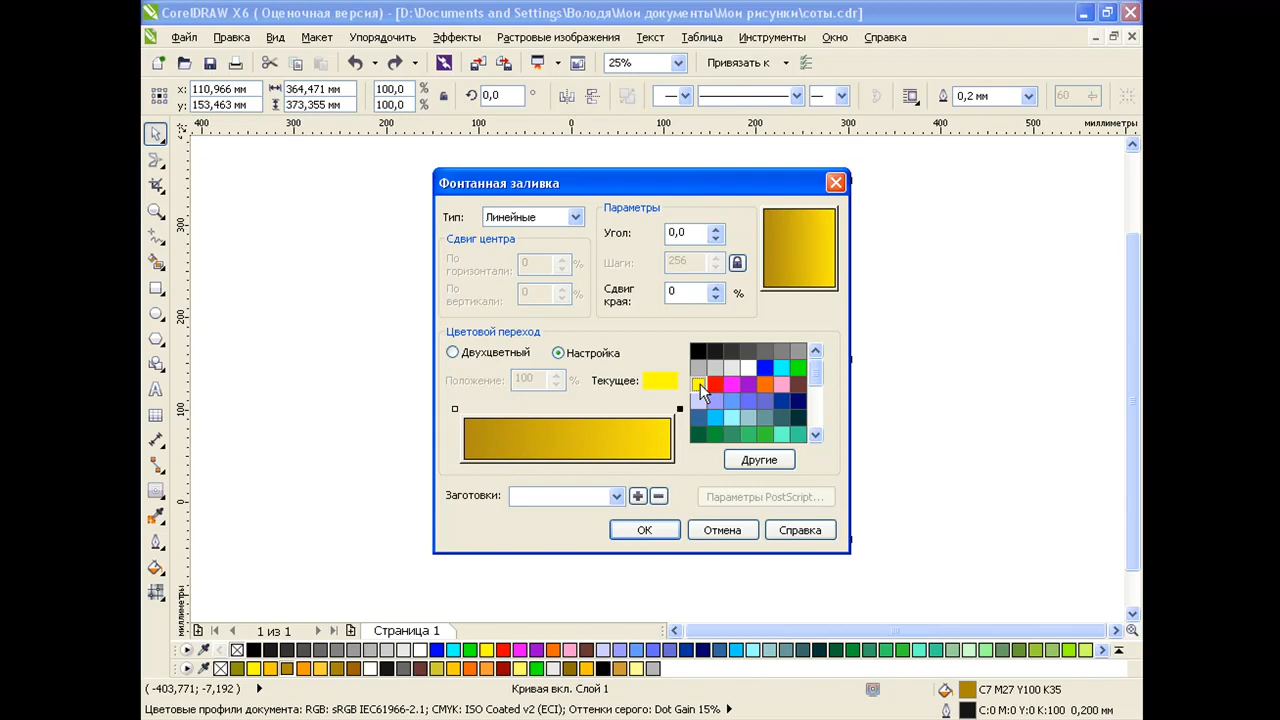 CorelDRAW X6 ( Оценочная версия) - [D:\Documents and Settings\Володя\Мои документы\Мои рисунки\соты.cdr]
Файл Правка Вид Макет Упорядочить Эффекты Растровые изображения Текст Таблица Инструменты Окно Справка
25% Привязать к
x: 110,966 мм 364,471 мм 100,0 % 0,0 ° 0,2 мм 60
y: 153,463 мм 373,355 мм 100,0 %
400 300 200 100 0 100 200 300 400 500 миллиметры
300
200
100
0
миллиметры
Фонтанная заливка
Тип: Линейные
Параметры
Угол: 0,0
Шаги: 256
Сдвиг края: 0 %
Сдвиг центра
По горизонтали: 0 %
По вертикали: 0 %
Цветовой переход
Двухцветный Настройка
Положение: 100 % Текущее:
Другие
Заготовки: Параметры PostScript...
ОК Отмена Справка
1 из 1 Страница 1
( -403,771; -7,192 ) Кривая вкл. Слой 1 C7 M27 Y100 K35
Цветовые профили документа: RGB: sRGB IEC61966-2.1; CMYK: ISO Coated v2 (ECI); Оттенки серого: Dot Gain 15% C:0 M:0 Y:0 K:100 0,200 мм